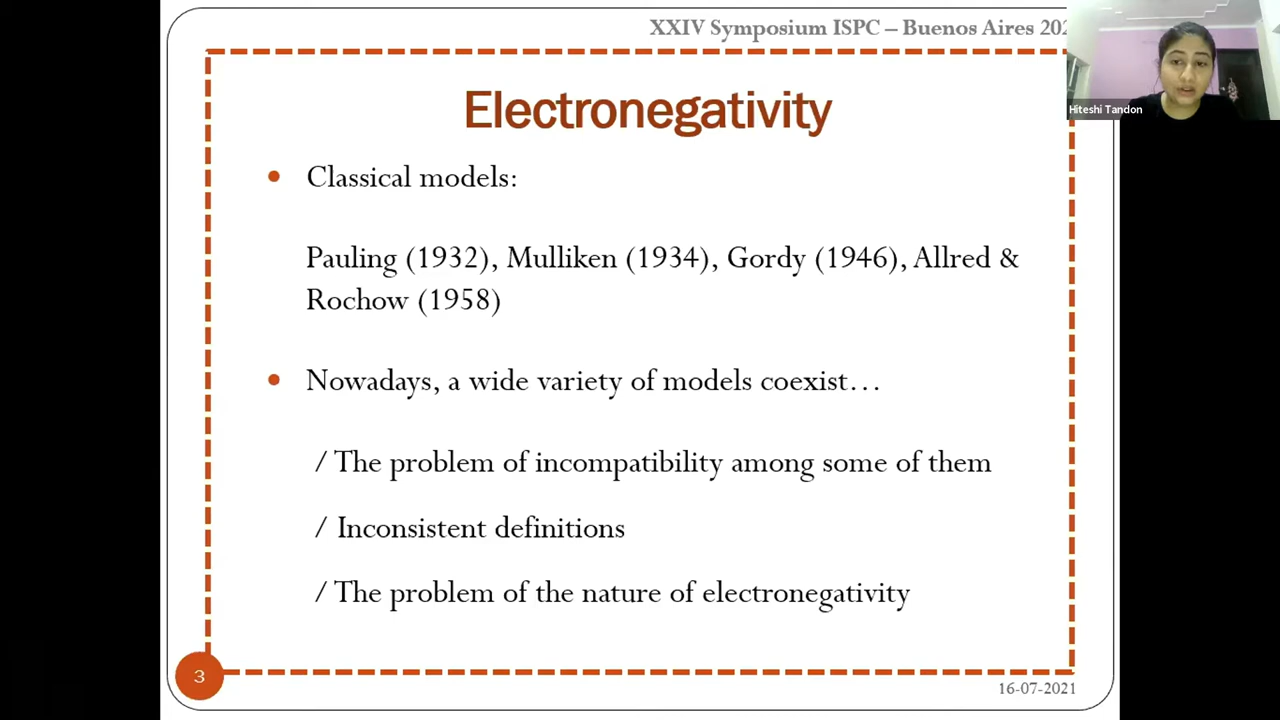 XXIV Symposium ISPC – Buenos Aires 202
Hiteshi Tandon
Electronegativity
• Classical models:
Pauling (1932), Mulliken (1934), Gordy (1946), Allred &
Rochow (1958)
• Nowadays, a wide variety of models coexist…
/ The problem of incompatibility among some of them
/ Inconsistent definitions
/ The problem of the nature of electronegativity
3
16-07-2021